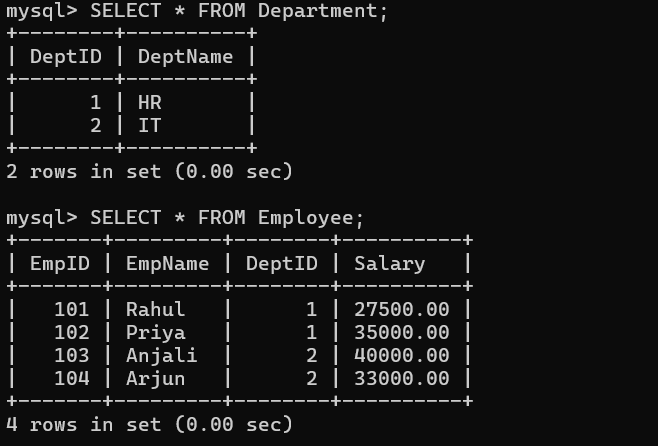 mysql> SELECT * FROM Department;
+--------+----------+
| DeptID | DeptName |
+--------+----------+
|      1 | HR       |
|      2 | IT       |
+--------+----------+
2 rows in set (0.00 sec)

mysql> SELECT * FROM Employee;
+-------+---------+--------+----------+
| EmpID | EmpName | DeptID | Salary   |
+-------+---------+--------+----------+
|   101 | Rahul   |      1 | 27500.00 |
|   102 | Priya   |      1 | 35000.00 |
|   103 | Anjali  |      2 | 40000.00 |
|   104 | Arjun   |      2 | 33000.00 |
+-------+---------+--------+----------+
4 rows in set (0.00 sec)